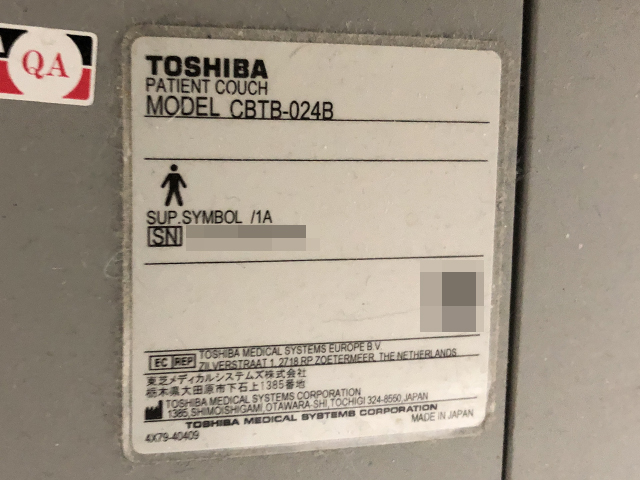 QA
TOSHIBA
PATIENT COUCH
MODEL CBTB-024B
SUP.SYMBOL /1A
SN
EC REP TOSHIBA MEDICAL SYSTEMS EUROPE B.V.
ZILVERSTRAAT 1, 2718 RP ZOETERMEER, THE NETHERLANDS
東芝メディカルシステムズ株式会社
栃木県大田原市下石上1385番地
TOSHIBA MEDICAL SYSTEMS CORPORATION
1385, SHIMOISHIGAMI, OTAWARA-SHI, TOCHIGI 324-8550, JAPAN
TOSHIBA MEDICAL SYSTEMS CORPORATION
MADE IN JAPAN
4X79-40409